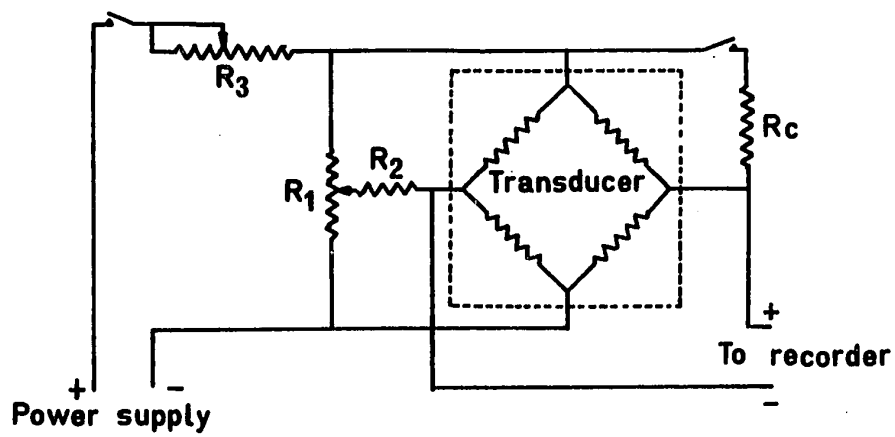 R3
R1
R2
Transducer
Rc
+
To recorder
-
+ -
Power supply